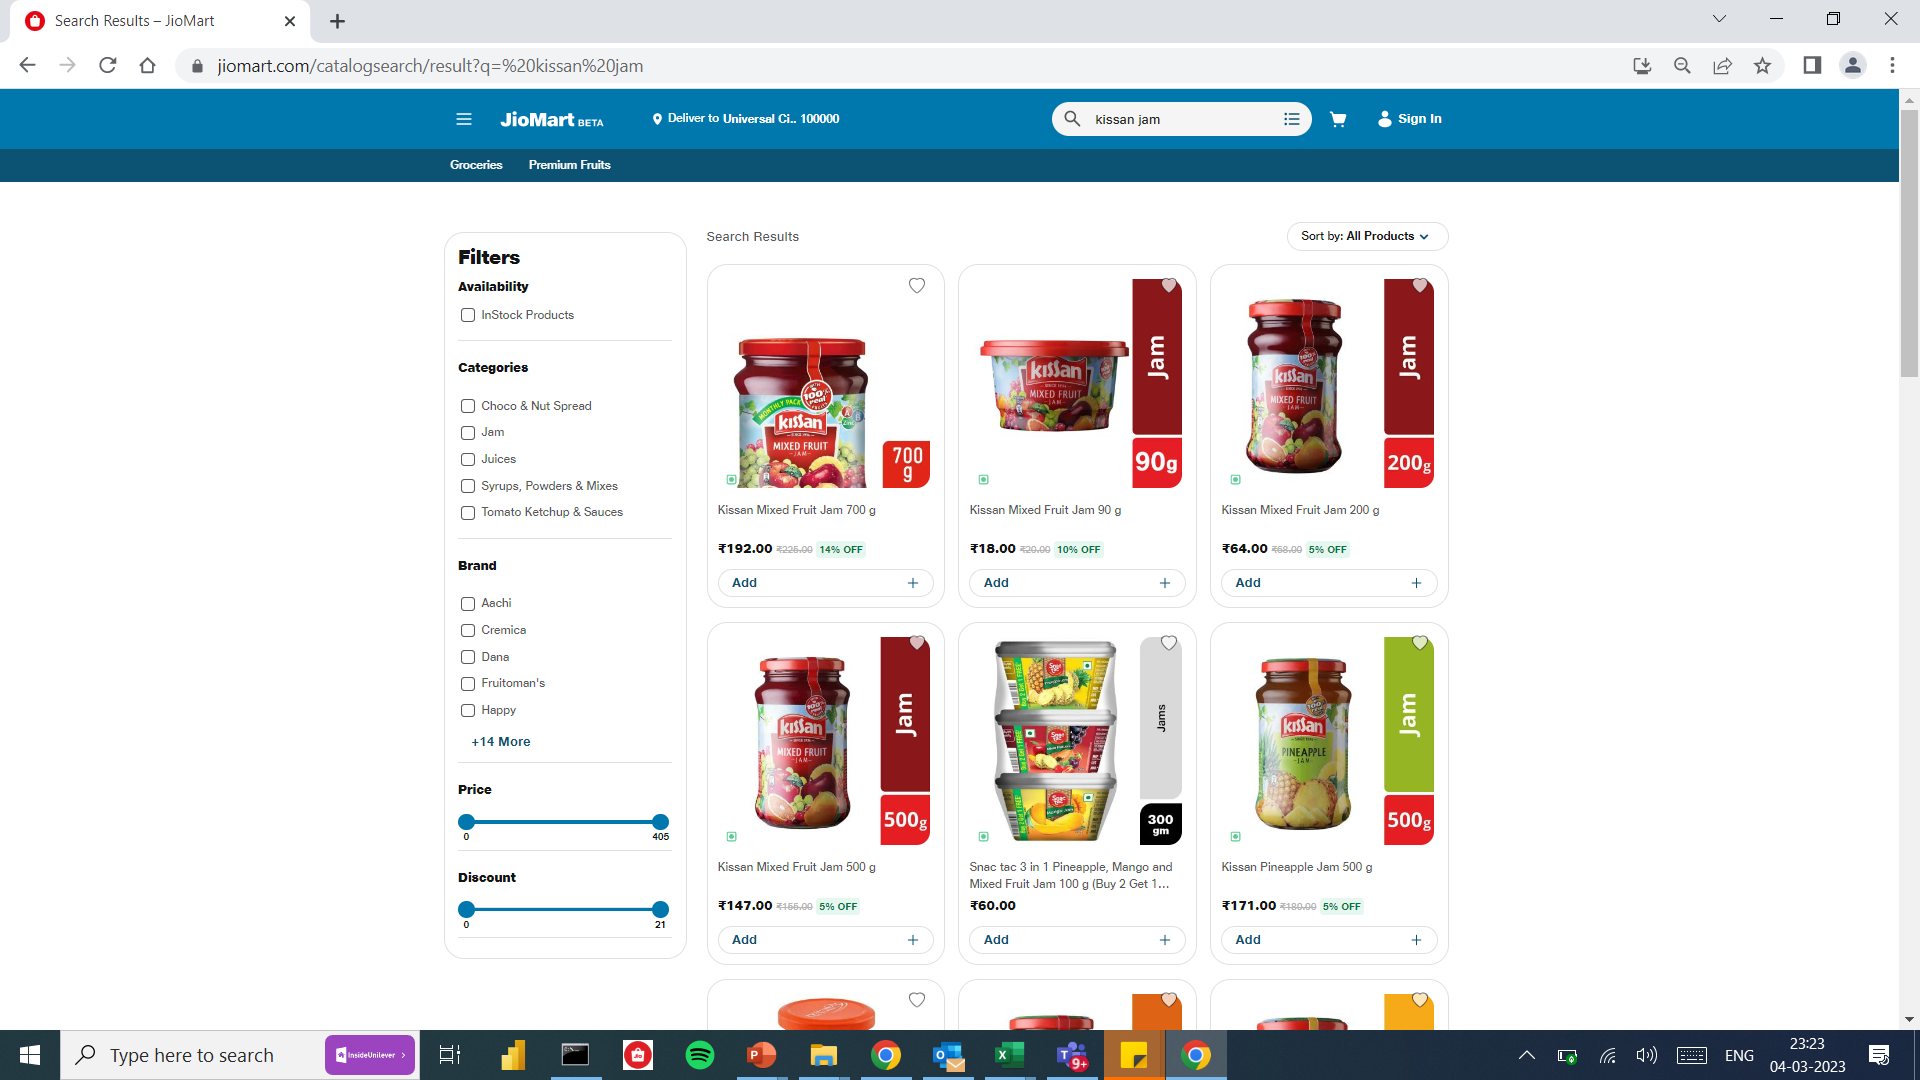 Search Results – JioMart
jiomart.com/catalogsearch/result?q=%20kissan%20jam
JioMart BETA
Deliver to Universal Ci.. 100000
kissan jam
Sign In
Groceries
Premium Fruits
Filters
Availability
InStock Products
Categories
Choco & Nut Spread
Jam
Juices
Syrups, Powders & Mixes
Tomato Ketchup & Sauces
Brand
Aachi
Cremica
Dana
Fruitoman's
Happy
+14 More
Price
0
405
Discount
0
21
Search Results
Sort by: All Products
MONTHLY PACK
100% real
kissan
MIXED FRUIT
-JAM-
700
g
Kissan Mixed Fruit Jam 700 g
₹192.00 ₹225.00 14% OFF
Add
kissan
MIXED FRUIT
JAM
Jam
90g
Kissan Mixed Fruit Jam 90 g
₹18.00 ₹20.00 10% OFF
Add
kissan
MIXED FRUIT
JAM
Jam
200g
Kissan Mixed Fruit Jam 200 g
₹64.00 ₹68.00 5% OFF
Add
kissan
MIXED FRUIT
-JAM-
Jam
500g
Kissan Mixed Fruit Jam 500 g
₹147.00 ₹155.00 5% OFF
Add
Snac
tac
Jams
300
gm
Snac tac 3 in 1 Pineapple, Mango and
Mixed Fruit Jam 100 g (Buy 2 Get 1...
₹60.00
Add
kissan
PINEAPPLE
-JAM-
Jam
500g
Kissan Pineapple Jam 500 g
₹171.00 ₹180.00 5% OFF
Add
Type here to search
InsideUnilever
9+
ENG
23:23
04-03-2023